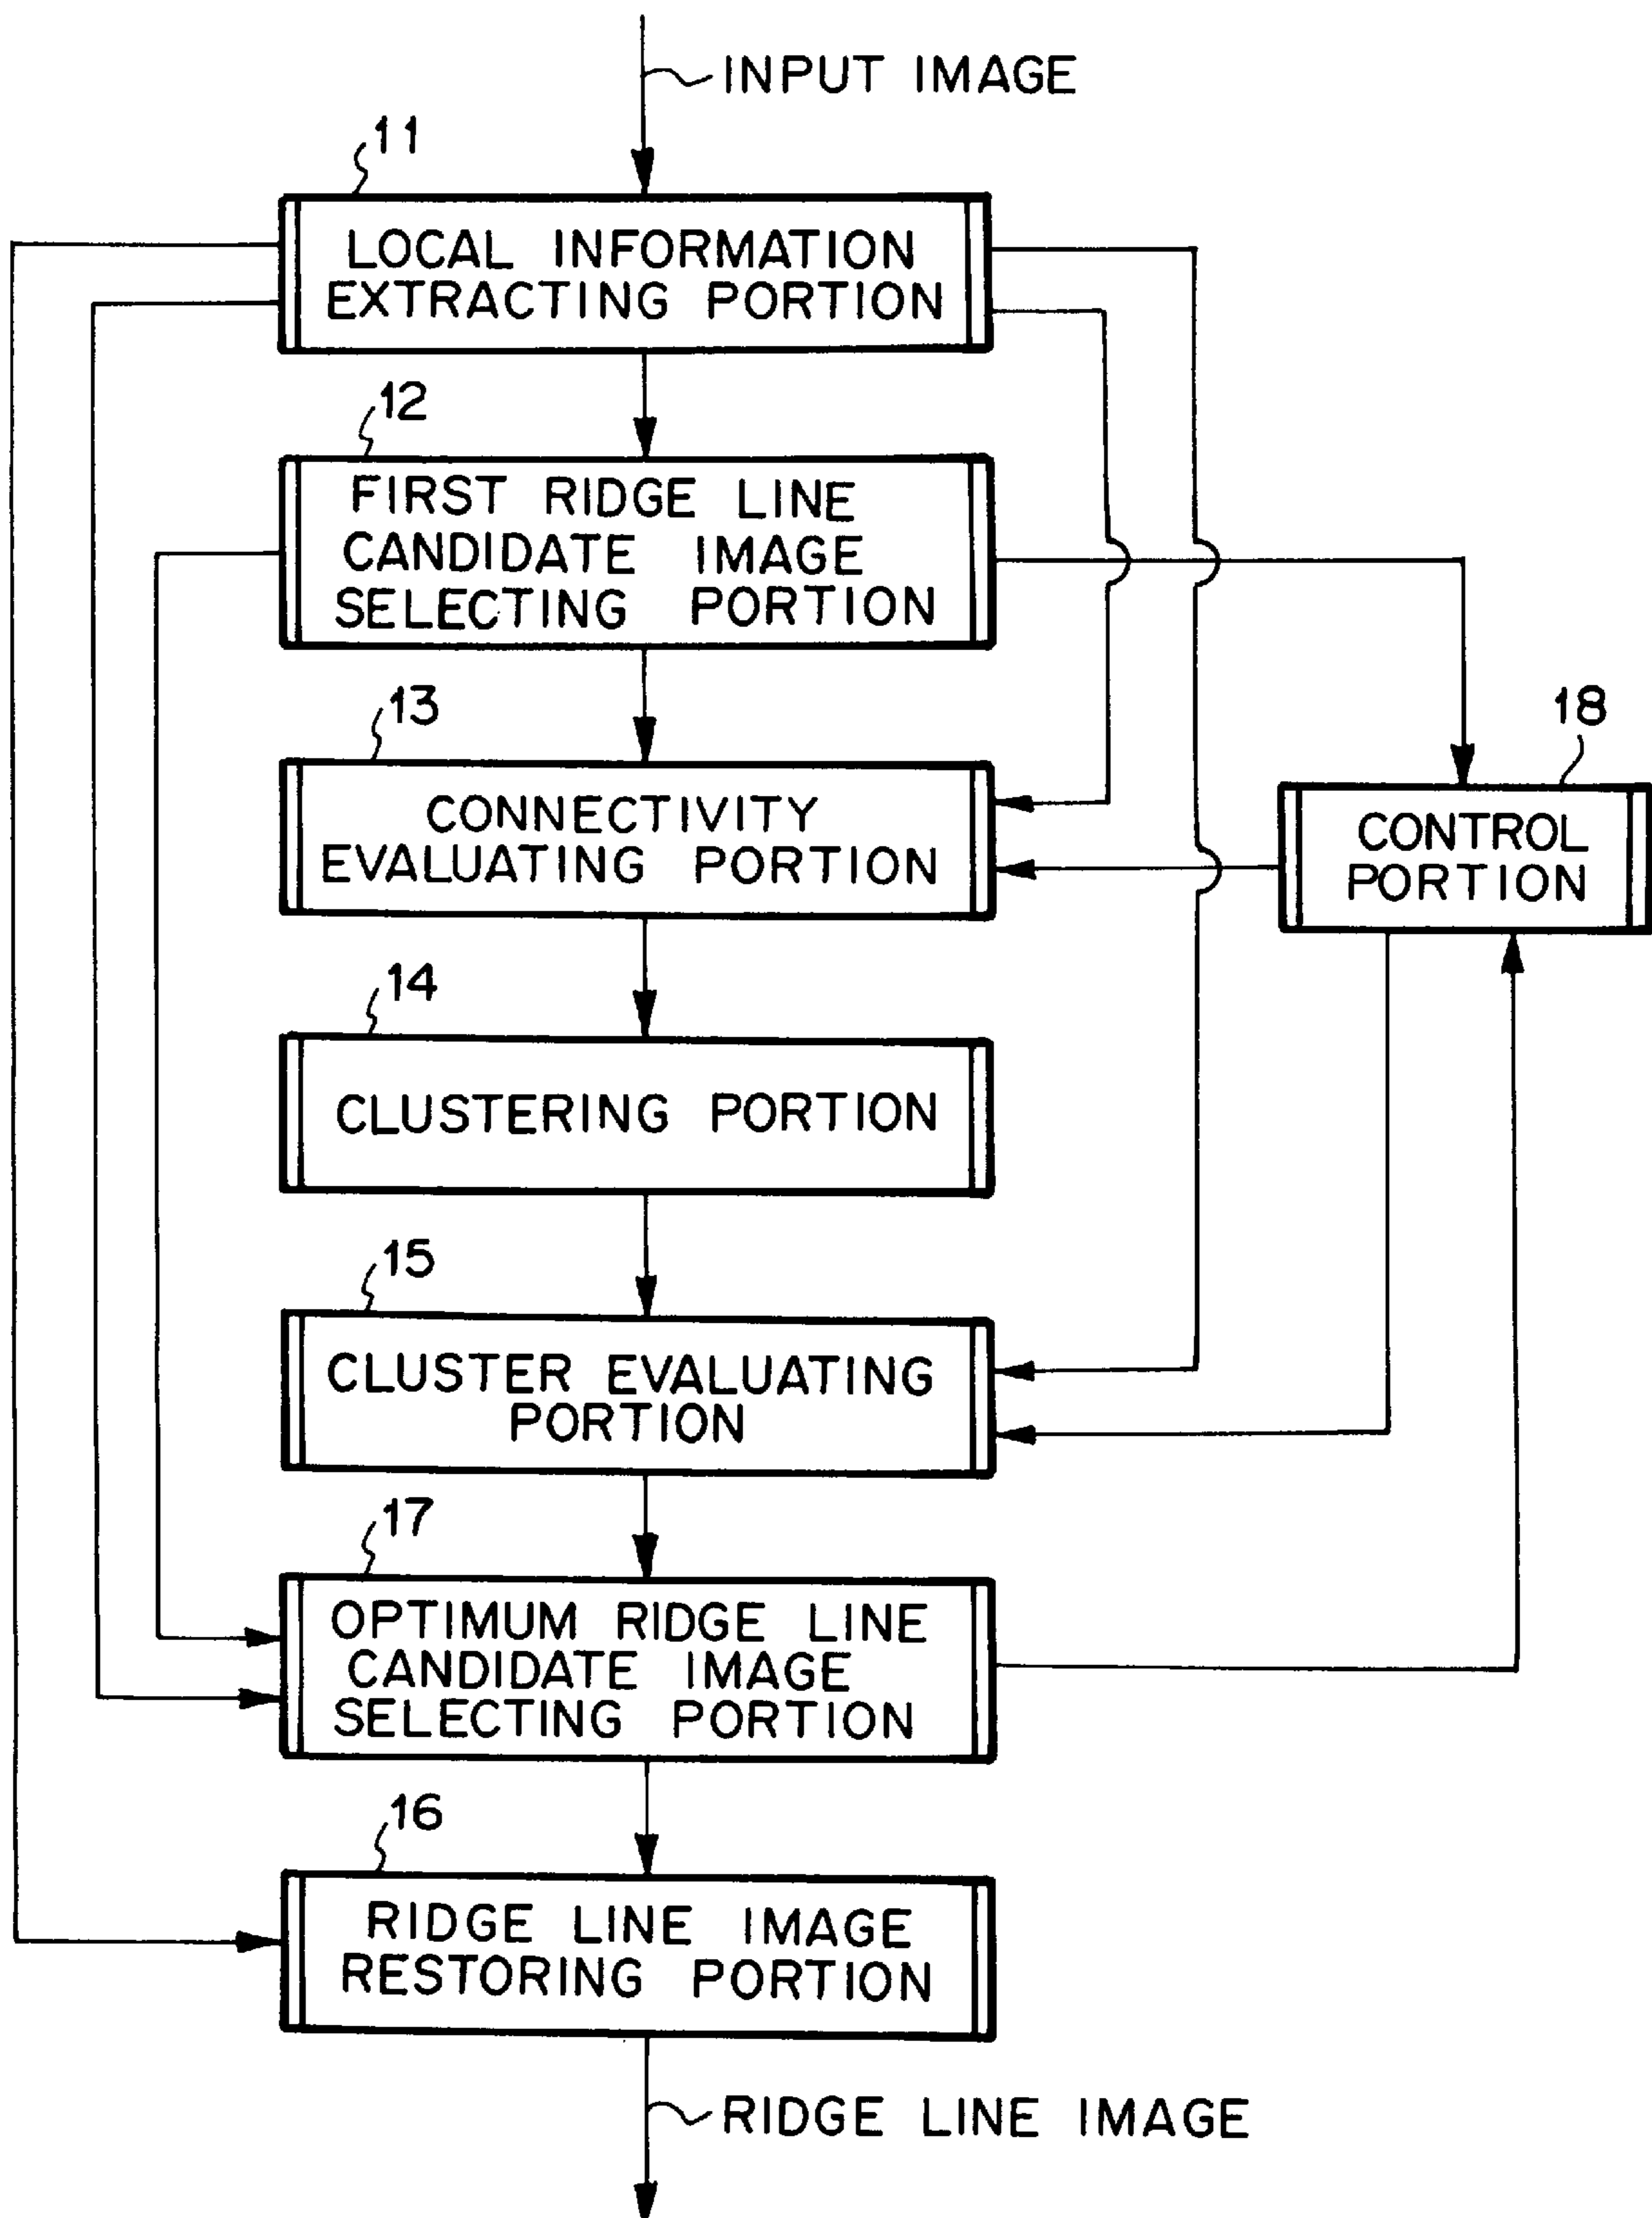 INPUT IMAGE
11
LOCAL INFORMATION
EXTRACTING PORTION
12
FIRST RIDGE LINE
CANDIDATE IMAGE
SELECTING PORTION
13
CONNECTIVITY
EVALUATING PORTION
18
CONTROL
PORTION
14
CLUSTERING PORTION
15
CLUSTER EVALUATING
PORTION
17
OPTIMUM RIDGE LINE
CANDIDATE IMAGE
SELECTING PORTION
16
RIDGE LINE IMAGE
RESTORING PORTION
RIDGE LINE IMAGE